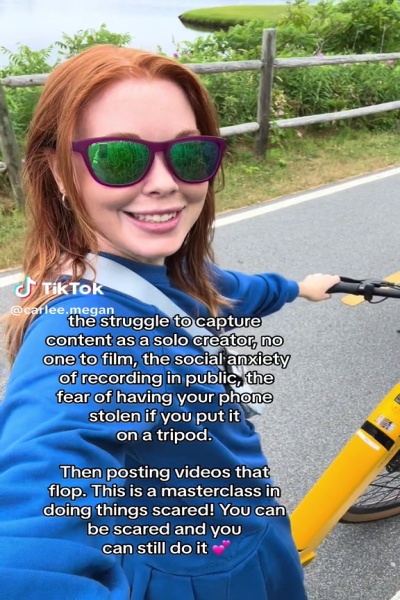 TikTok
@carlee.megan
the struggle to capture
content as a solo creator, no
one to film, the social anxiety
of recording in public, the
fear of having your phone
stolen if you put it
on a tripod.
Then posting videos that
flop. This is a masterclass in
doing things scared! You can
be scared and you
can still do it 💕